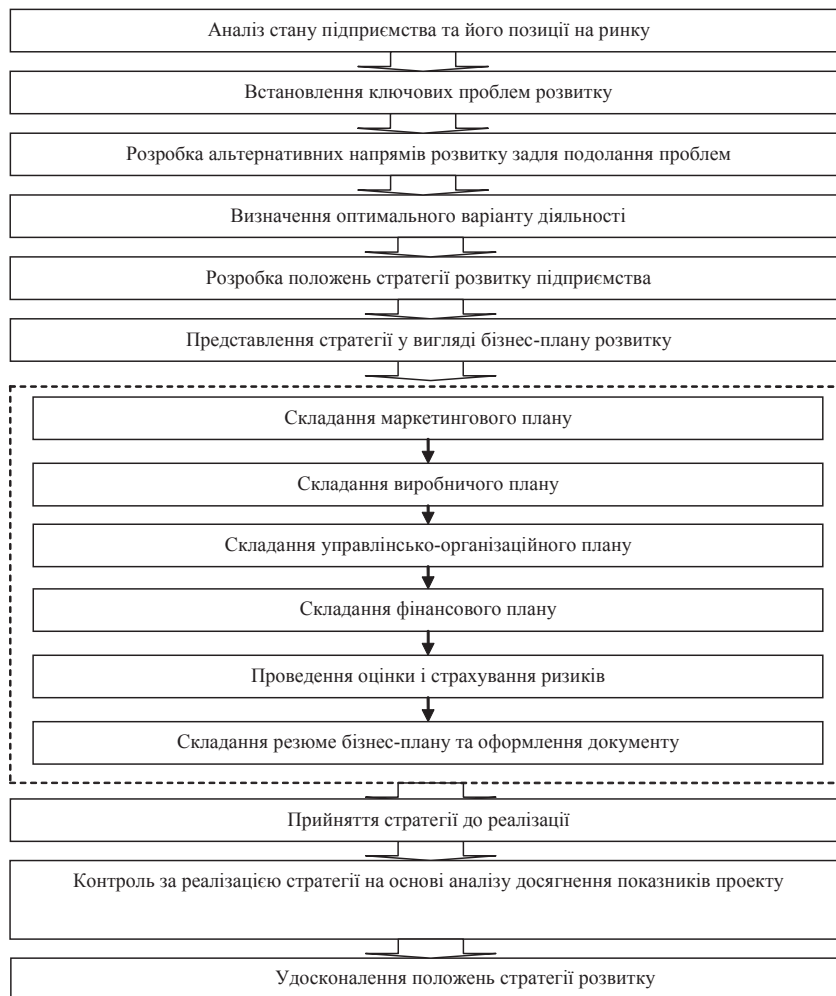 Аналіз стану підприємства та його позиції на ринку
Встановлення ключових проблем розвитку
Розробка альтернативних напрямів розвитку задля подолання проблем
Визначення оптимального варіанту діяльності
Розробка положень стратегії розвитку підприємства
Представлення стратегії у вигляді бізнес-плану розвитку
Складання маркетингового плану
Складання виробничого плану
Складання управлінсько-організаційного плану
Складання фінансового плану
Проведення оцінки і страхування ризиків
Складання резюме бізнес-плану та оформлення документу
Прийняття стратегії до реалізації
Контроль за реалізацією стратегії на основі аналізу досягнення показників проекту
Удосконалення положень стратегії розвитку